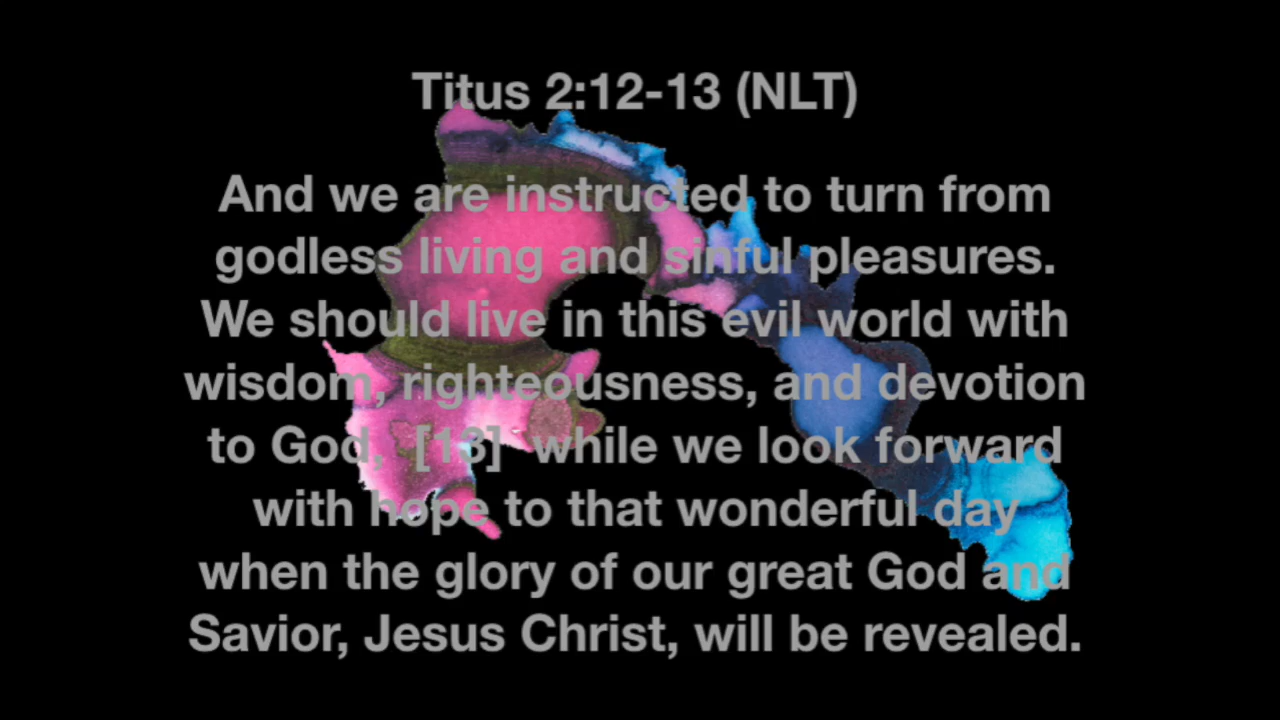 Titus 2:12-13 (NLT)
And we are instructed to turn from
godless living and sinful pleasures.
We should live in this evil world with
wisdom, righteousness, and devotion
to God, [13] while we look forward
with hope to that wonderful day
when the glory of our great God and
Savior, Jesus Christ, will be revealed.